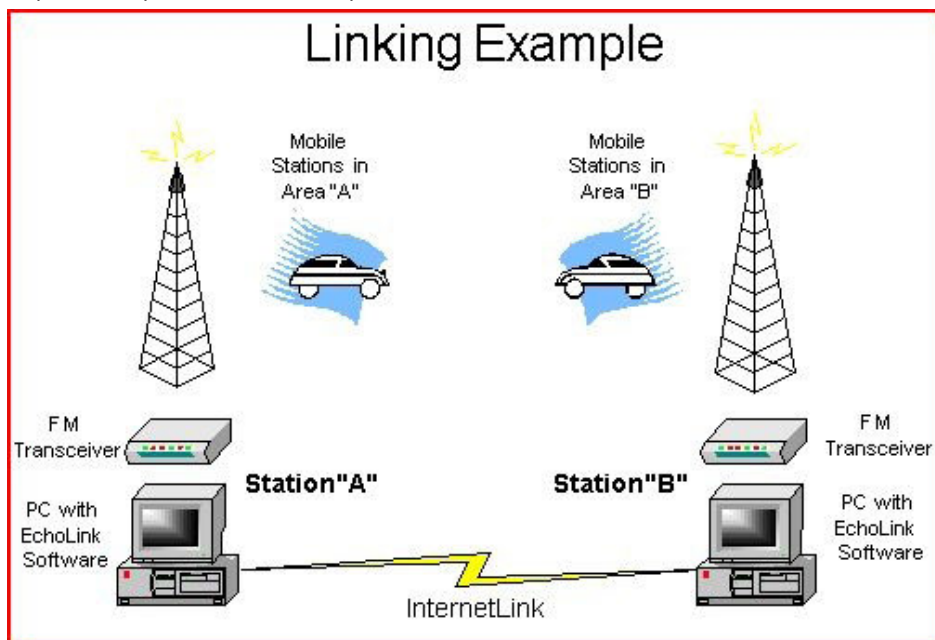 Linking Example
Mobile
Stations in
Area "A"
Mobile
Stations in
Area "B"
FM
Transceiver
FM
Transceiver
Station"A"
Station"B"
PC with
EchoLink
Software
PC with
EchoLink
Software
InternetLink